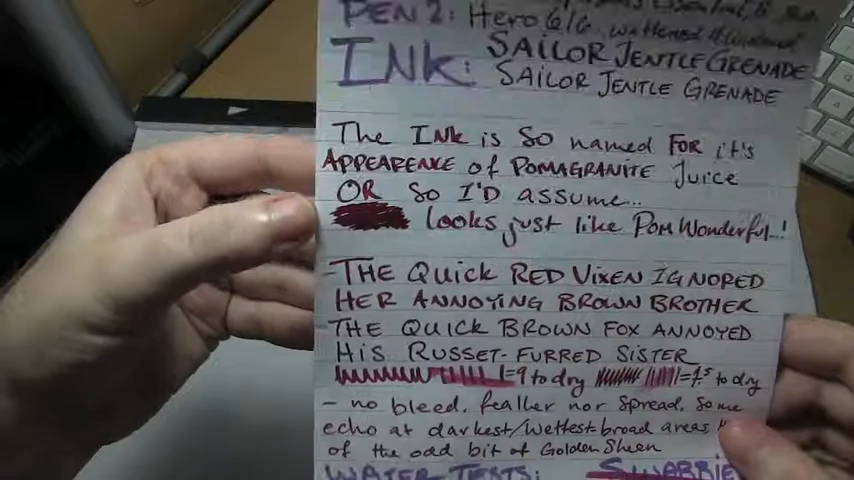 PEN 2: Hero 616, wettened & widened
INK: SAILOR JENTLE GRENADE
SAILOR JENTLE GRENADE
The INK is SO named FOR it's
APPEARENKE of POMAGRANITE Juice
OR So I'D assume...
Looks just like Pom Wonderful..!
-THE QUICK RED VIXEN IGNORED
HER ANNOYING BROWN BROTHER
THE QUICK BROWN FOX ANNOYED
HIS RUSSET-FURRED SISTER
=9 to dry =7.5 to dry
- no bleed, feather nor spread, some
echo at darkest/wettest broad areas
of the odd bit of Golden Sheen
WATER TESTS: